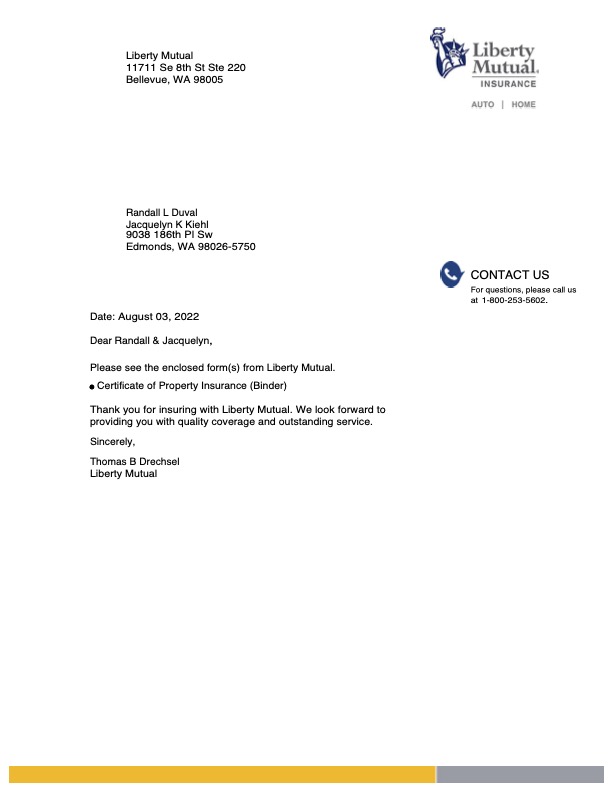 Liberty Mutual
11711 Se 8th St Ste 220
Bellevue, WA 98005
Liberty
Mutual.
INSURANCE
AUTO | HOME
Randall L Duval
Jacquelyn K Kiehl
9038 186th Pl Sw
Edmonds, WA 98026-5750
CONTACT US
For questions, please call us
at 1-800-253-5602.
Date: August 03, 2022
Dear Randall & Jacquelyn,
Please see the enclosed form(s) from Liberty Mutual.
● Certificate of Property Insurance (Binder)
Thank you for insuring with Liberty Mutual. We look forward to
providing you with quality coverage and outstanding service.
Sincerely,
Thomas B Drechsel
Liberty Mutual